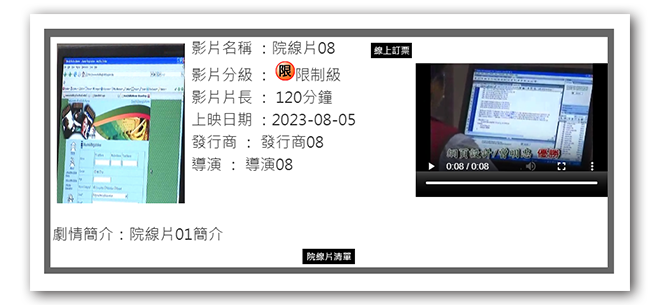 影片名稱 ：院線片08
線上訂票
影片分級 ： 限 限制級
影片片長 ： 120分鐘
上映日期 ：2023-08-05
發行商 ： 發行商08
導演 ： 導演08
0:08 / 0:08
劇情簡介：院線片01簡介
院線片清單